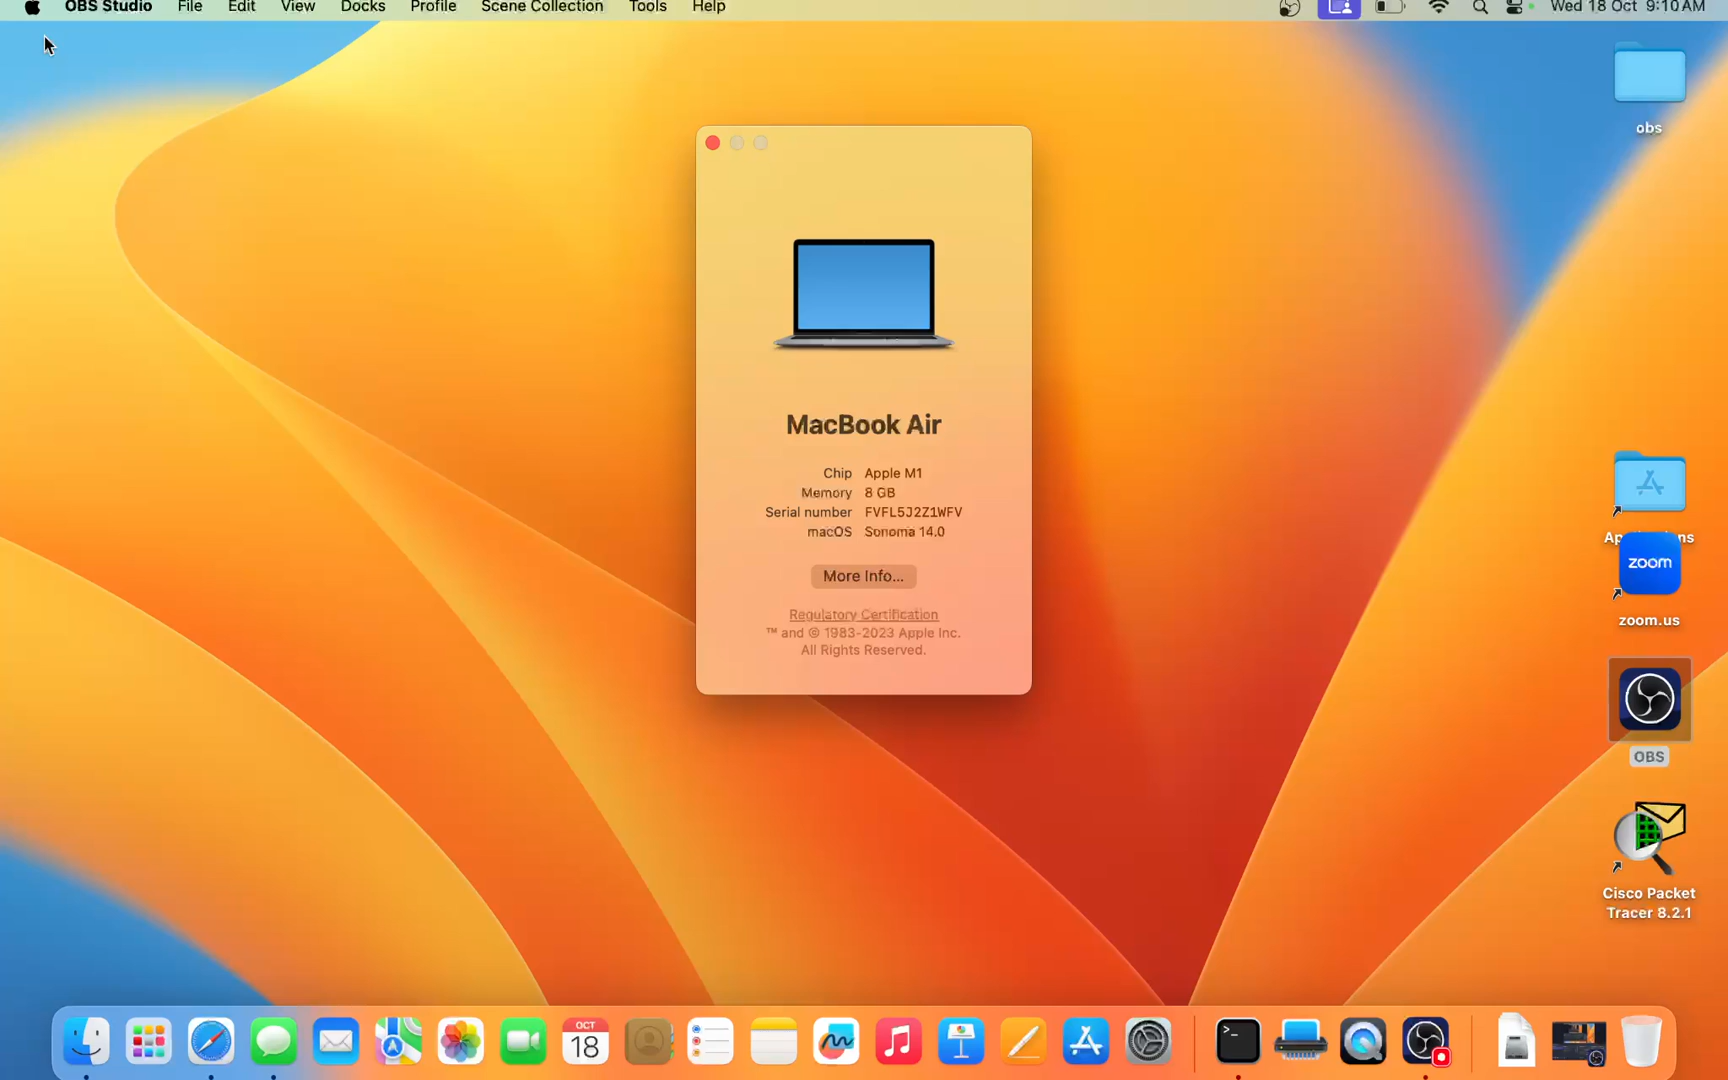 OBS Studio File Edit View Docks Profile Scene Collection Tools Help Wed 18 Oct 9:10 AM
obs
MacBook Air
Chip Apple M1
Memory 8 GB
Serial number FVFL5J2Z1WFV
macOS Sonoma 14.0
More Info...
Regulatory Certification
™ and © 1983-2023 Apple Inc.
All Rights Reserved.
zoom
zoom.us
OBS
Cisco Packet
Tracer 8.2.1
OCT
18